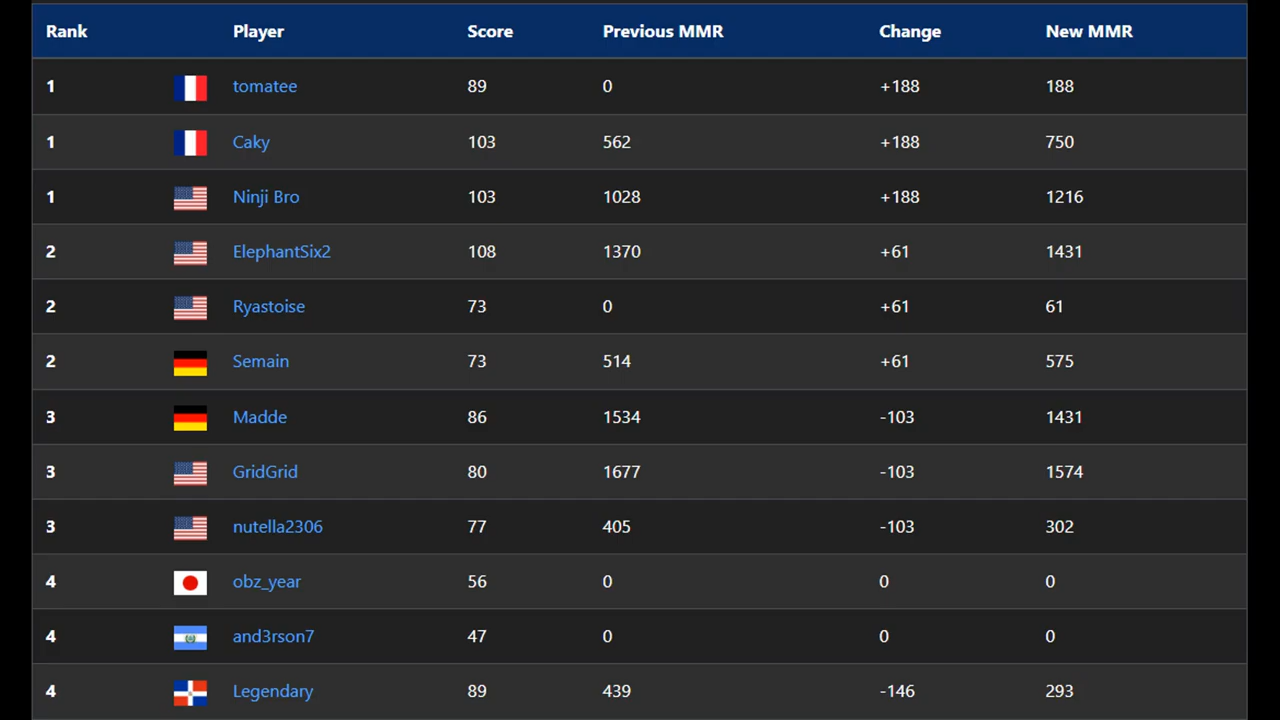 Rank Player Score Previous MMR Change New MMR
1 tomatee 89 0 +188 188
1 Caky 103 562 +188 750
1 Ninji Bro 103 1028 +188 1216
2 ElephantSix2 108 1370 +61 1431
2 Ryastoise 73 0 +61 61
2 Semain 73 514 +61 575
3 Madde 86 1534 -103 1431
3 GridGrid 80 1677 -103 1574
3 nutella2306 77 405 -103 302
4 obz_year 56 0 0 0
4 and3rson7 47 0 0 0
4 Legendary 89 439 -146 293